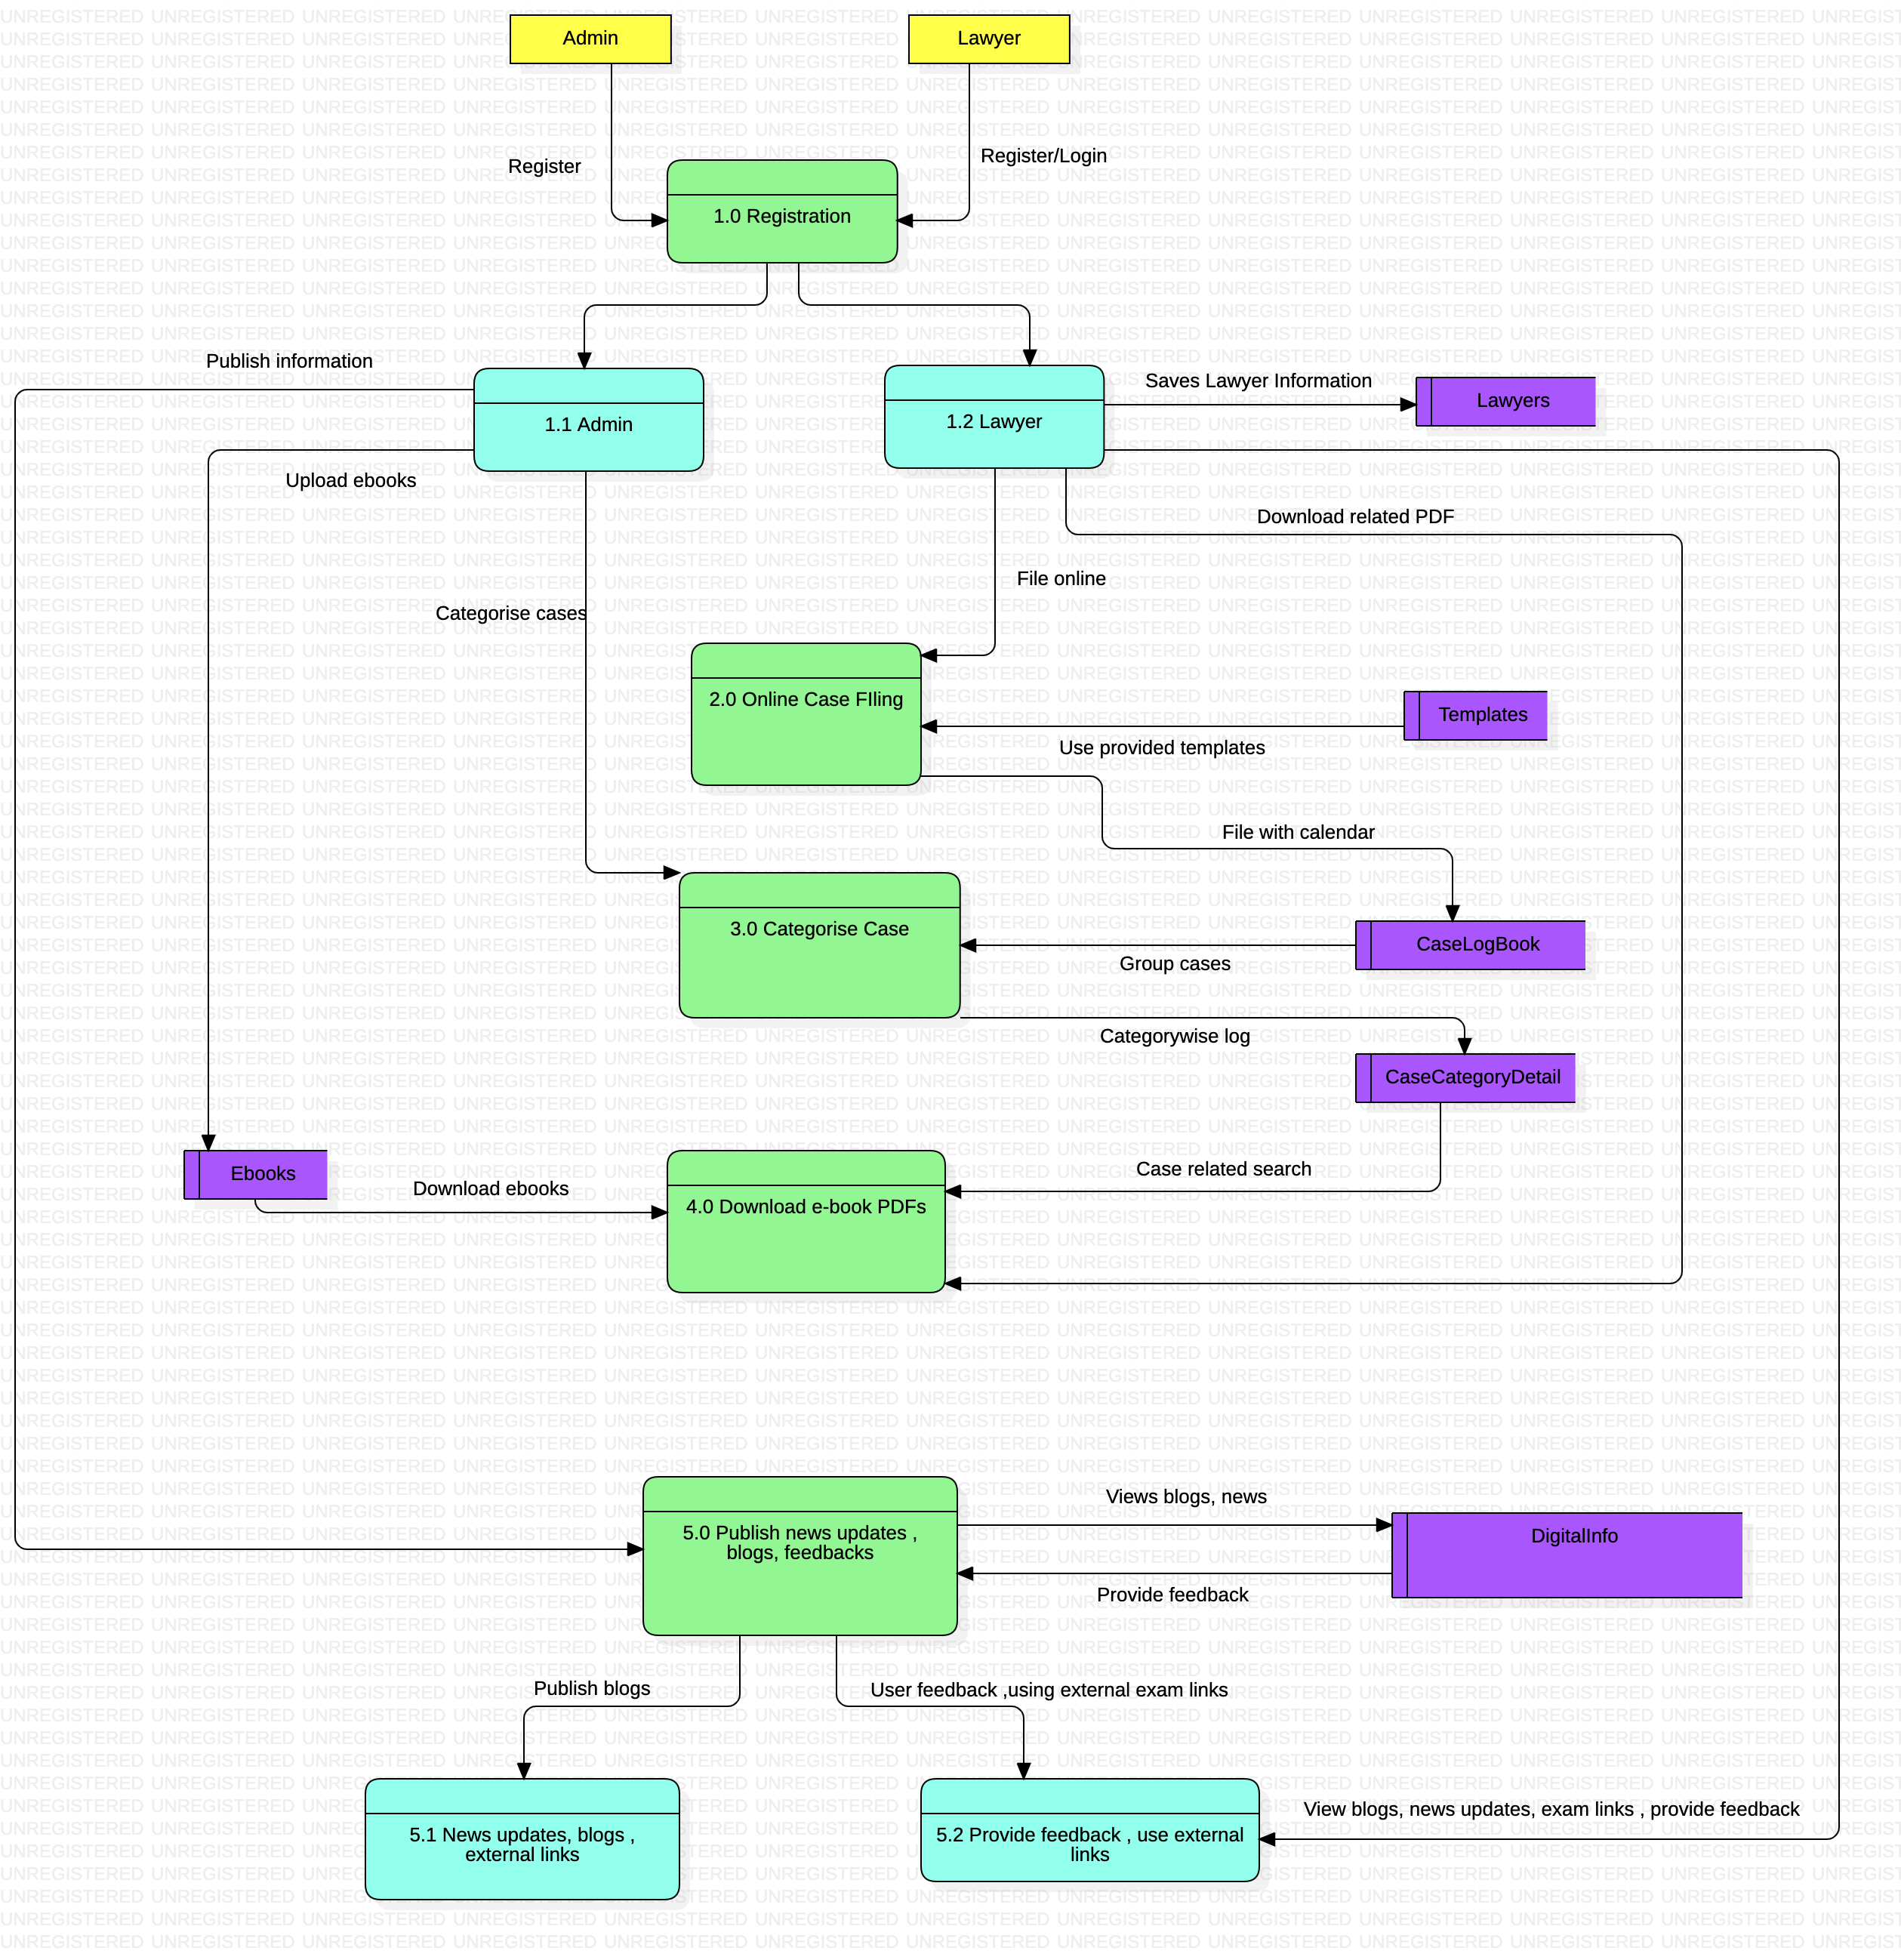 Admin
Lawyer
Register
Register/Login
1.0 Registration
Publish information
1.1 Admin
1.2 Lawyer
Saves Lawyer Information
Lawyers
Upload ebooks
Download related PDF
File online
Categorise cases
2.0 Online Case FIling
Templates
Use provided templates
File with calendar
3.0 Categorise Case
CaseLogBook
Group cases
Categorywise log
CaseCategoryDetail
Ebooks
Download ebooks
Case related search
4.0 Download e-book PDFs
Views blogs, news
5.0 Publish news updates ,
blogs, feedbacks
DigitalInfo
Provide feedback
Publish blogs
User feedback ,using external exam links
5.1 News updates, blogs ,
external links
5.2 Provide feedback , use external
links
View blogs, news updates, exam links , provide feedback
UNREGISTERED